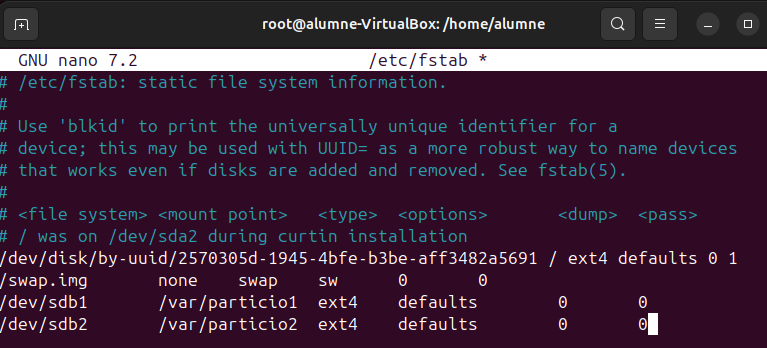 root@alumne-VirtualBox: /home/alumne
GNU nano 7.2 /etc/fstab *
# /etc/fstab: static file system information.
#
# Use 'blkid' to print the universally unique identifier for a
# device; this may be used with UUID= as a more robust way to name devices
# that works even if disks are added and removed. See fstab(5).
#
# <file system> <mount point>   <type>  <options>       <dump>  <pass>
# / was on /dev/sda2 during curtin installation
/dev/disk/by-uuid/2570305d-1945-4bfe-b3be-aff3482a5691 / ext4 defaults 0 1
/swap.img       none    swap    sw      0       0
/dev/sdb1       /var/particio1  ext4    defaults        0       0
/dev/sdb2       /var/particio2  ext4    defaults        0       0